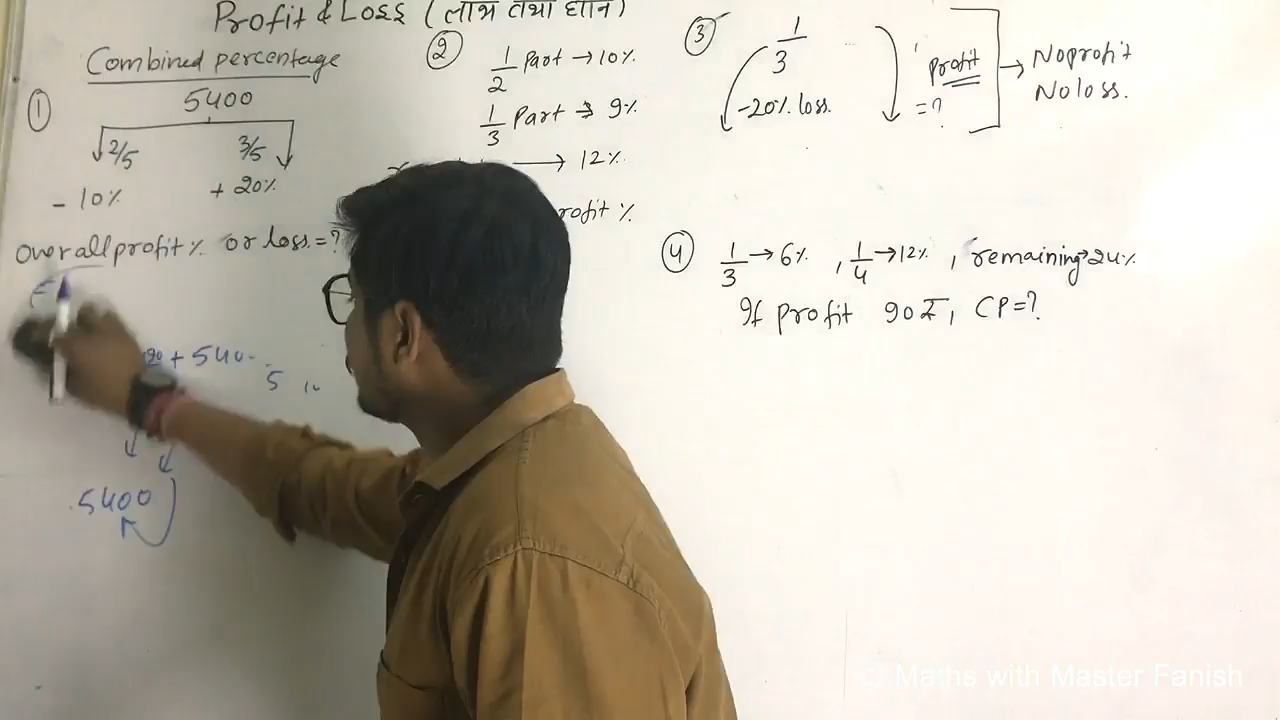 Profit & Loss (लाभ तथा हानि)
Combined percentage
① 5400
2/5 3/5
- 10% + 20%
Overall profit % or loss = ?
+ 540
5
5400
② 1/2 Part → 10%
1/3 Part → 9%
→ 12%
rofit %
③ 1/3
-20% loss
profit = ?
→ No profit
No loss.
④ 1/3 → 6%, 1/4 → 12%, remaining → 24%
If profit 90₹, CP = ?
Maths with Master Fanish